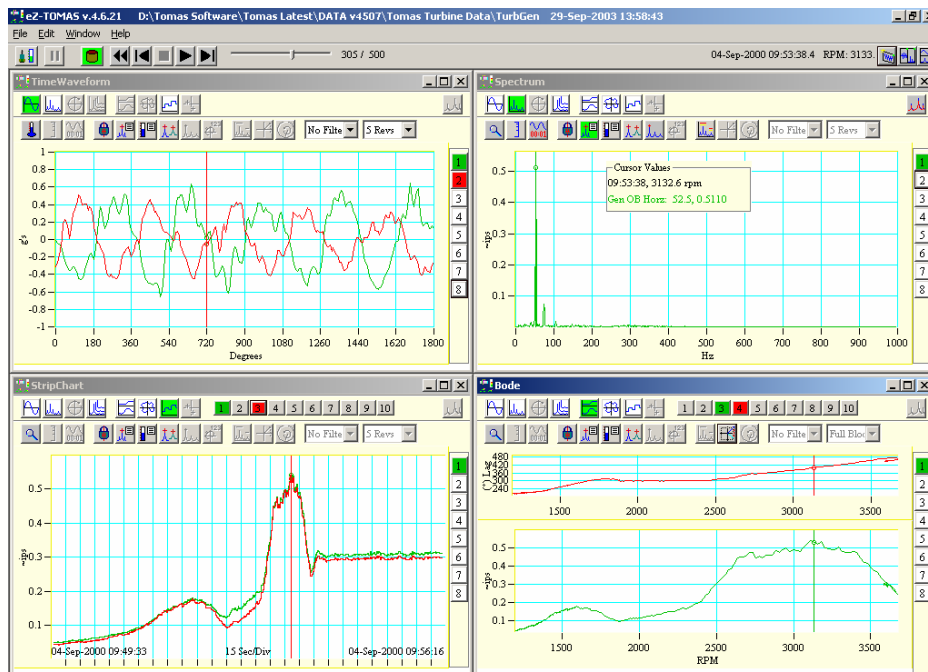 eZ-TOMAS v.4.6.21 D:\Tomas Software\Tomas Latest\DATA v4507\Tomas Turbine Data\TurbGen 29-Sep-2003 13:58:43
File Edit Window Help
305 / 500
04-Sep-2000 09:53:38.4 RPM: 3133
TimeWaveform
No Filte 5 Revs
1
0.8
0.6
0.4
0.2
0
-0.2
-0.4
-0.6
-0.8
-1
g's
0 180 360 540 720 900 1080 1260 1440 1620 1800
Degrees
1
2
3
4
5
6
7
8
Spectrum
No Filte 5 Revs
Cursor Values
09:53:38, 3132.6 rpm
Gen OB Horz: 52.5, 0.5110
0.5
0.4
0.3
0.2
0.1
~ips
0 100 200 300 400 500 600 700 800 900 1000
Hz
1
2
3
4
5
6
7
8
StripChart
1 2 3 4 5 6 7 8 9 10
No Filte 5 Revs
0.5
0.4
0.3
0.2
0.1
~ips
04-Sep-2000 09:49:33 15 Sec/Div 04-Sep-2000 09:56:16
1
2
3
4
5
6
7
8
Bode
1 2 3 4 5 6 7 8 9 10
No Filte Full Bloc
480
420
360
300
240
(°) Lag
1500 2000 2500 3000 3500
0.5
0.4
0.3
0.2
0.1
~ips
1500 2000 2500 3000 3500
RPM
1
2
3
4
5
6
7
8